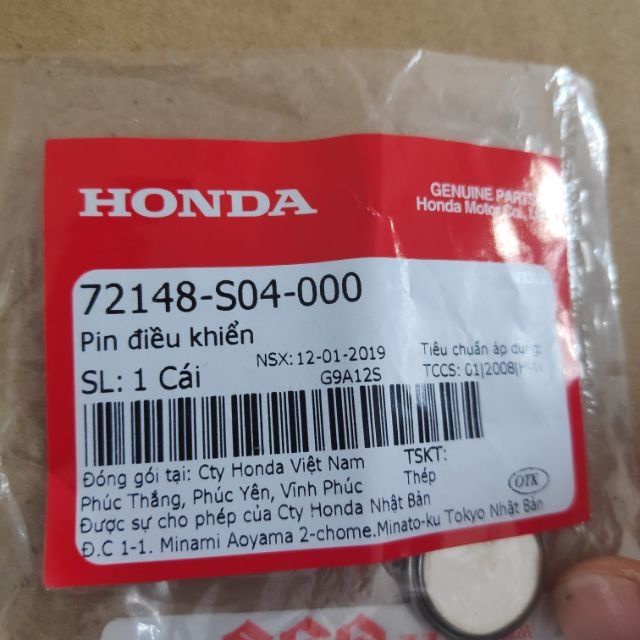 HONDA
GENUINE PARTS
Honda Motor Co.,
72148-S04-000
Pin điều khiển
NSX: 12-01-2019
Tiêu chuẩn áp dụng:
SL: 1 Cái
G9A12S
TCCS: 01|2008|
Đóng gói tại: Cty Honda Việt Nam
TSKT:
Phúc Thắng, Phúc Yên, Vĩnh Phúc
Thép
OTK
Được sự cho phép của Cty Honda Nhật Bản
Đ.C 1-1. Minami Aoyama 2-chome.Minato-ku Tokyo Nhật Bản